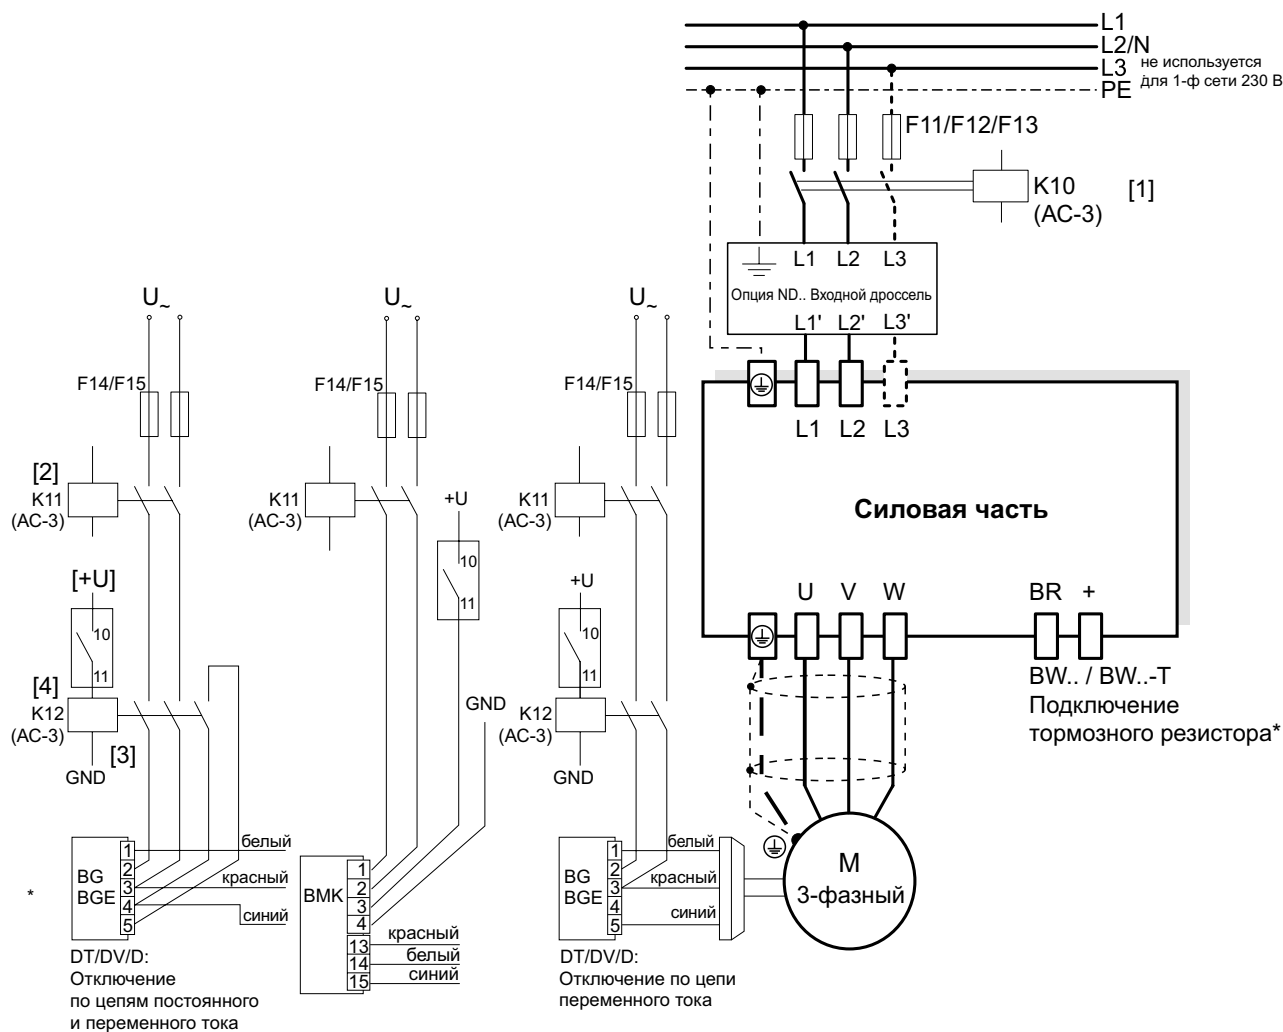 L1
L2/N
L3 не используется
для 1-ф сети 230 В
PE
F11/F12/F13
K10
(AC-3)
[1]
L1 L2 L3
Опция ND.. Входной дроссель
L1' L2' L3'
L1 L2 L3
Силовая часть
U V W
BR +
BW.. / BW..-T
Подключение
тормозного резистора*
M
3-фазный
U~
F14/F15
[2]
K11
(AC-3)
[+U]
10
11
[4]
K12
(AC-3)
[3]
GND
BG
BGE
1
2
3
4
5
белый
красный
синий
*
DT/DV/D:
Отключение
по цепям постоянного
и переменного тока
U~
F14/F15
K11
(AC-3)
+U
10
11
GND
BMK
1
2
3
4
13
14
15
красный
белый
синий
U~
F14/F15
K11
(AC-3)
+U
10
11
K12
(AC-3)
GND
BG
BGE
1
2
3
4
5
белый
красный
синий
DT/DV/D:
Отключение по цепи
переменного тока